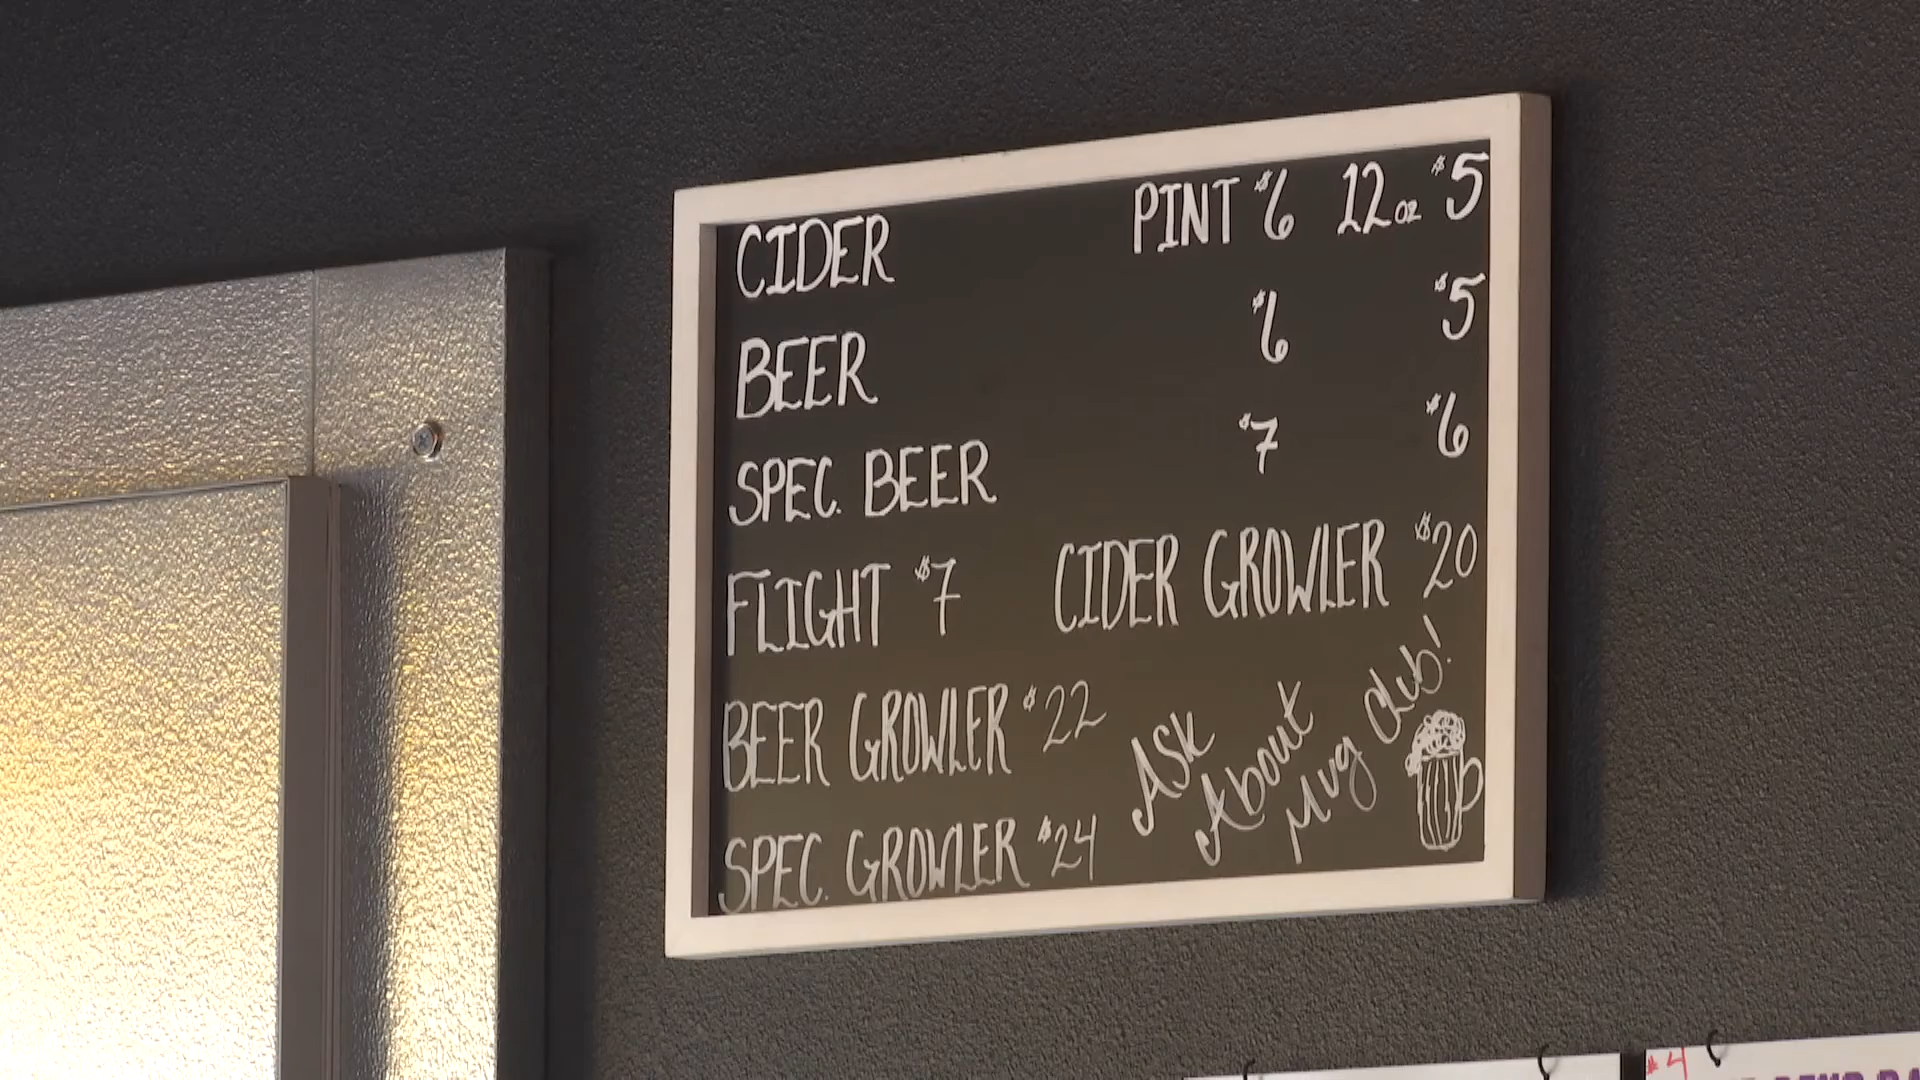 CIDER PINT $6 12oz $5
BEER $6 $5
SPEC. BEER $7 $6
FLIGHT $7 CIDER GROWLER $20
BEER GROWLER $22
SPEC. GROWLER $24
Ask
About
Mug Club!
#4